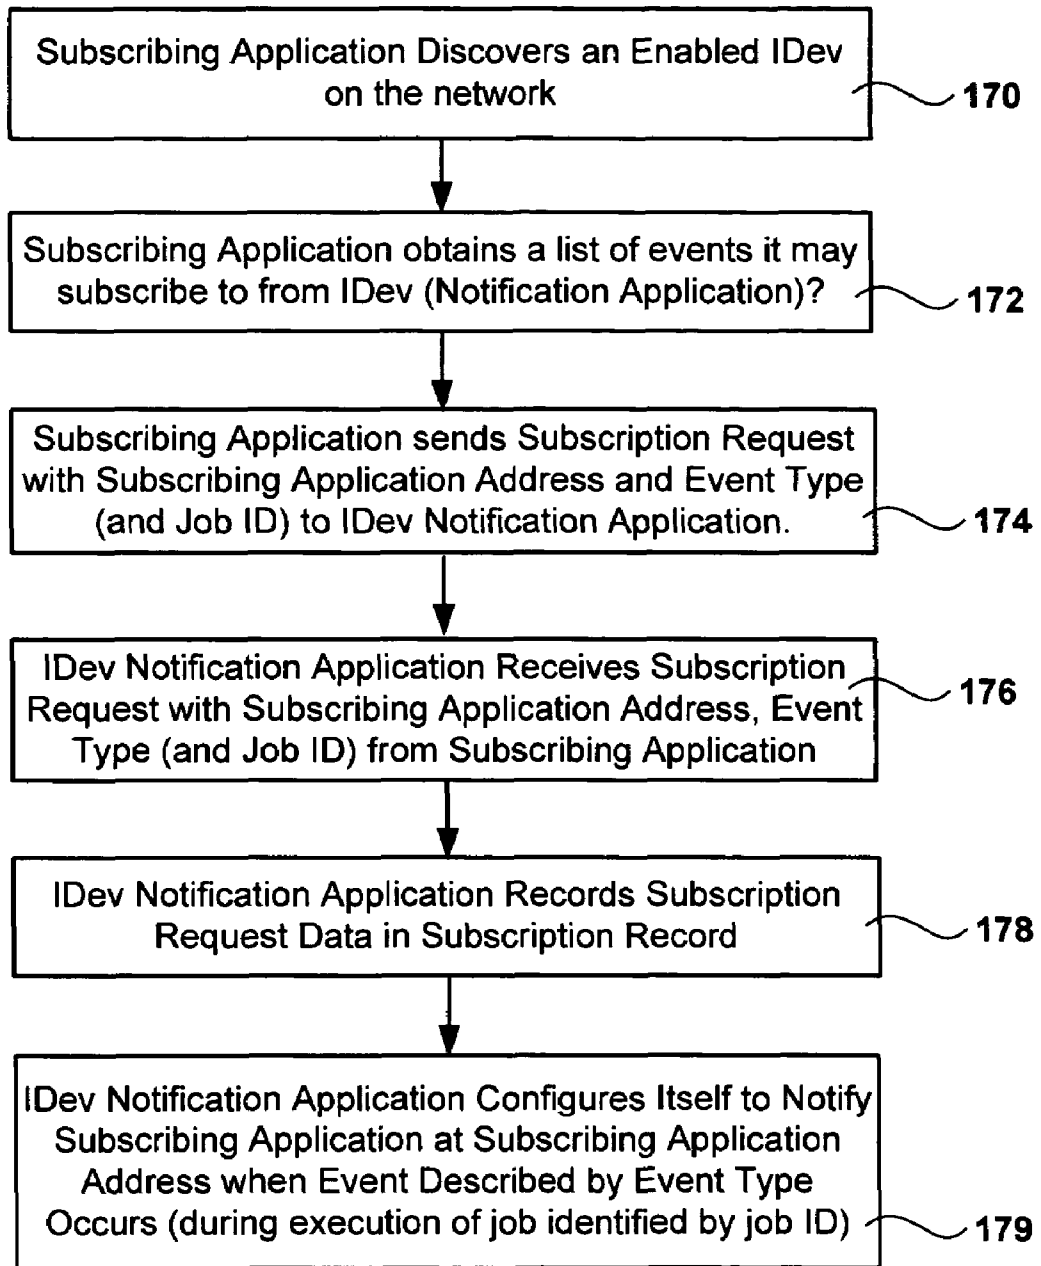 Subscribing Application Discovers an Enabled IDev
on the network
170
Subscribing Application obtains a list of events it may
subscribe to from IDev (Notification Application)?
172
Subscribing Application sends Subscription Request
with Subscribing Application Address and Event Type
(and Job ID) to IDev Notification Application.
174
IDev Notification Application Receives Subscription
Request with Subscribing Application Address, Event
Type (and Job ID) from Subscribing Application
176
IDev Notification Application Records Subscription
Request Data in Subscription Record
178
IDev Notification Application Configures Itself to Notify
Subscribing Application at Subscribing Application
Address when Event Described by Event Type
Occurs (during execution of job identified by job ID)
179